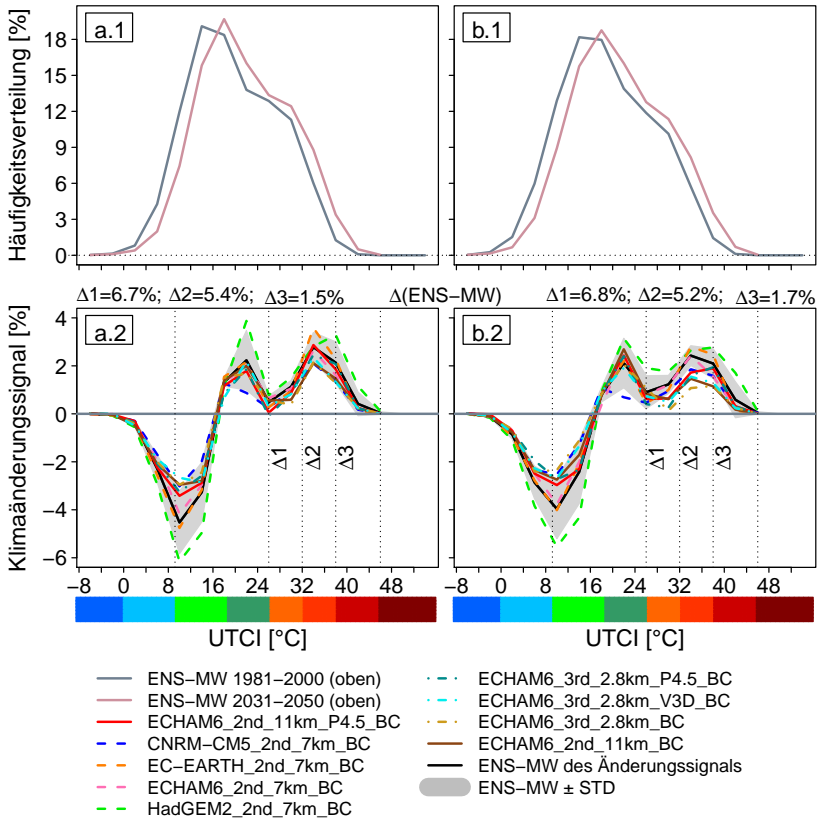 a.1
b.1
Häufigkeitsverteilung [%]
18
15
12
9
6
3
0
Δ1=6.7%; Δ2=5.4%; Δ3=1.5%
Δ(ENS−MW)
Δ1=6.8%; Δ2=5.2%; Δ3=1.7%
a.2
b.2
Klimaänderungssignal [%]
4
2
0
−2
−4
−6
Δ1
Δ2
Δ3
Δ1
Δ2
Δ3
−8 0 8 16 24 32 40 48
−8 0 8 16 24 32 40 48
UTCI [°C]
UTCI [°C]
ENS−MW 1981−2000 (oben)
ENS−MW 2031−2050 (oben)
ECHAM6_2nd_11km_P4.5_BC
CNRM−CM5_2nd_7km_BC
EC−EARTH_2nd_7km_BC
ECHAM6_2nd_7km_BC
HadGEM2_2nd_7km_BC
ECHAM6_3rd_2.8km_P4.5_BC
ECHAM6_3rd_2.8km_V3D_BC
ECHAM6_3rd_2.8km_BC
ECHAM6_2nd_11km_BC
ENS−MW des Änderungssignals
ENS−MW ± STD